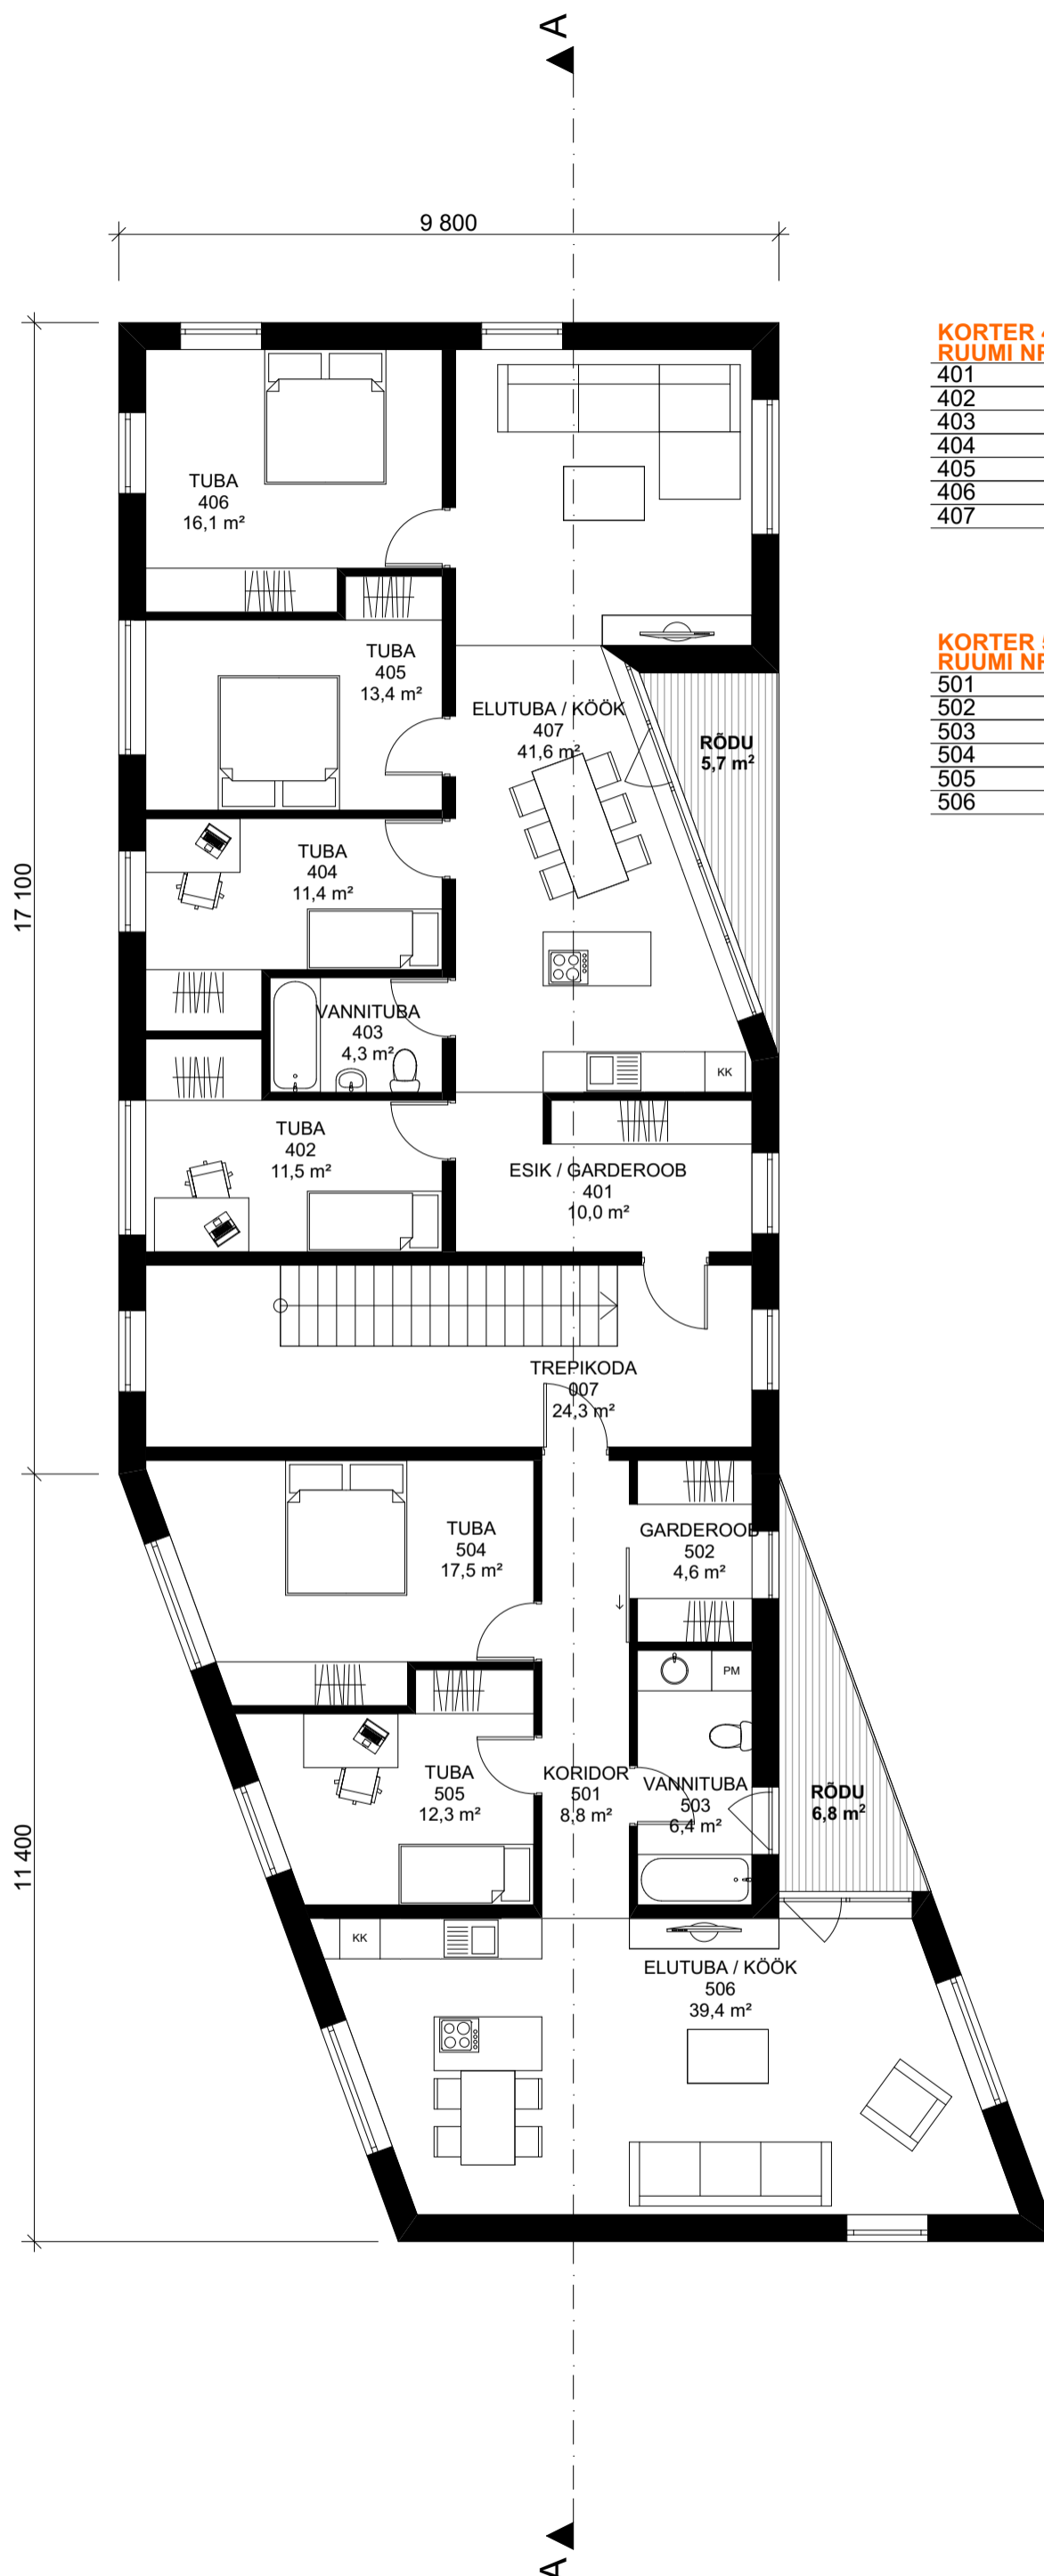 A
9 800
KORTER 4
RUUMI NR
401
402
403
404
405
406
407
TUBA
406
16,1 m²
TUBA
405
13,4 m²
ELUTUBA / KÖÖK
407
41,6 m²
RÕDU
5,7 m²
KORTER 5
RUUMI NR
501
502
503
504
505
506
17 100
TUBA
404
11,4 m²
VANNITUBA
403
4,3 m²
KK
TUBA
402
11,5 m²
ESIK / GARDEROOB
401
10,0 m²
TREPIKODA
007
24,3 m²
TUBA
504
17,5 m²
GARDEROOB
502
4,6 m²
PM
TUBA
505
12,3 m²
KORIDOR
501
8,8 m²
VANNITUBA
503
6,4 m²
RÕDU
6,8 m²
11 400
KK
ELUTUBA / KÖÖK
506
39,4 m²
A